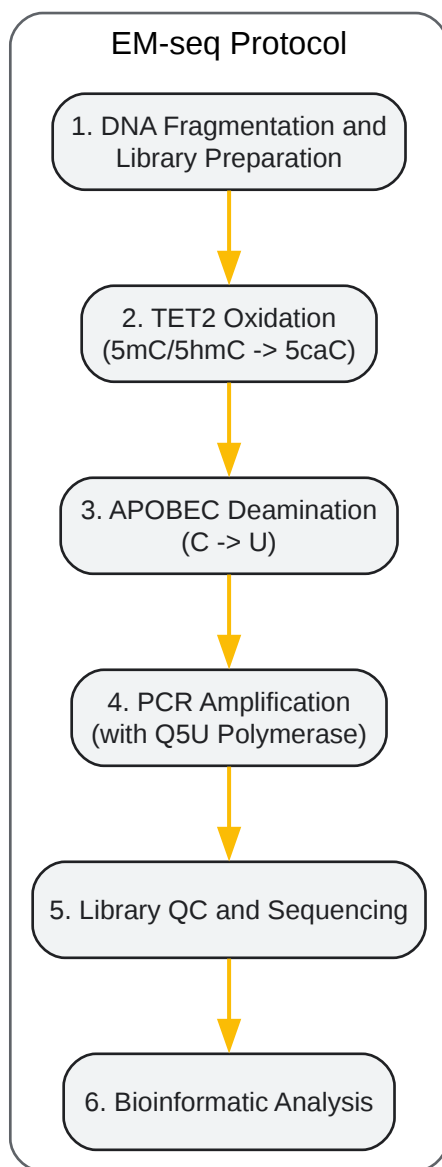 EM-seq Protocol
1. DNA Fragmentation and
Library Preparation
2. TET2 Oxidation
(5mC/5hmC -> 5caC)
3. APOBEC Deamination
(C -> U)
4. PCR Amplification
(with Q5U Polymerase)
5. Library QC and Sequencing
6. Bioinformatic Analysis